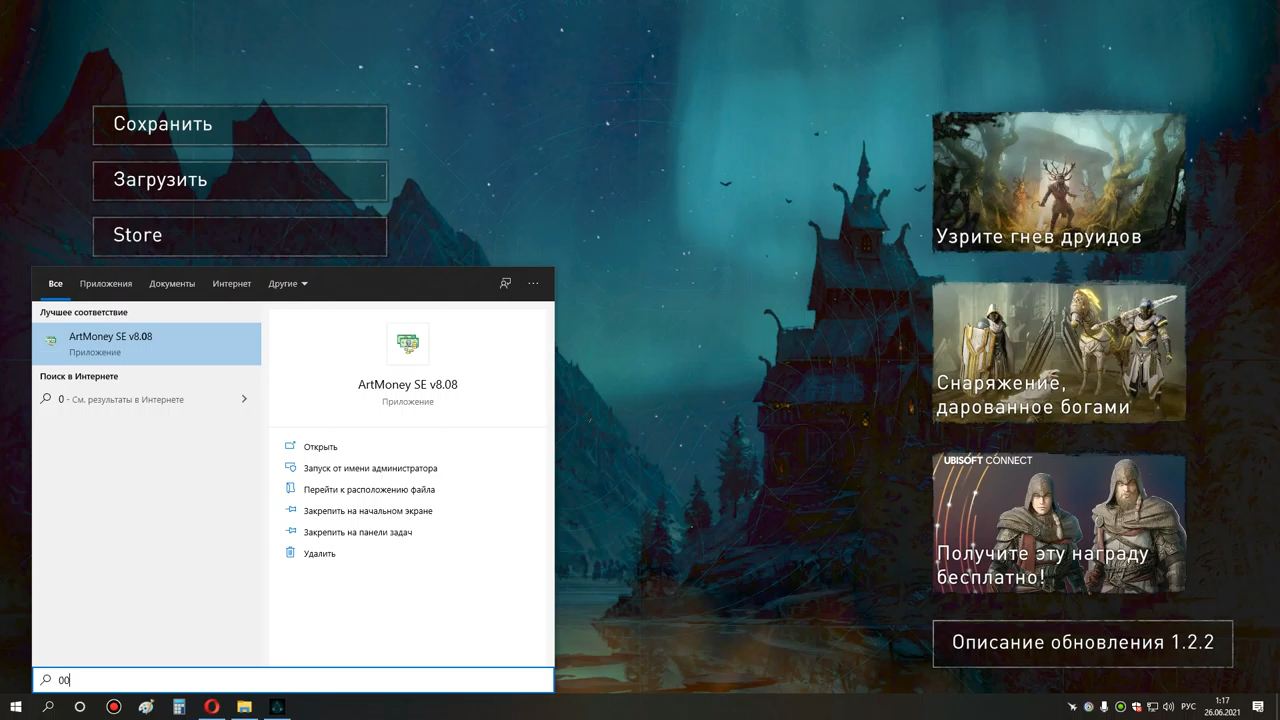 Сохранить
Загрузить
Store
Все
Приложения
Документы
Интернет
Другие
Лучшее соответствие
ArtMoney SE v8.08
Приложение
Поиск в Интернете
0 - См. результаты в Интернете
ArtMoney SE v8.08
Приложение
Открыть
Запуск от имени администратора
Перейти к расположению файла
Закрепить на начальном экране
Закрепить на панели задач
Удалить
00
Узрите гнев друидов
Снаряжение,
дарованное богами
UBISOFT CONNECT
Получите эту награду
бесплатно!
Описание обновления 1.2.2
РУС
1:17
26.06.2021